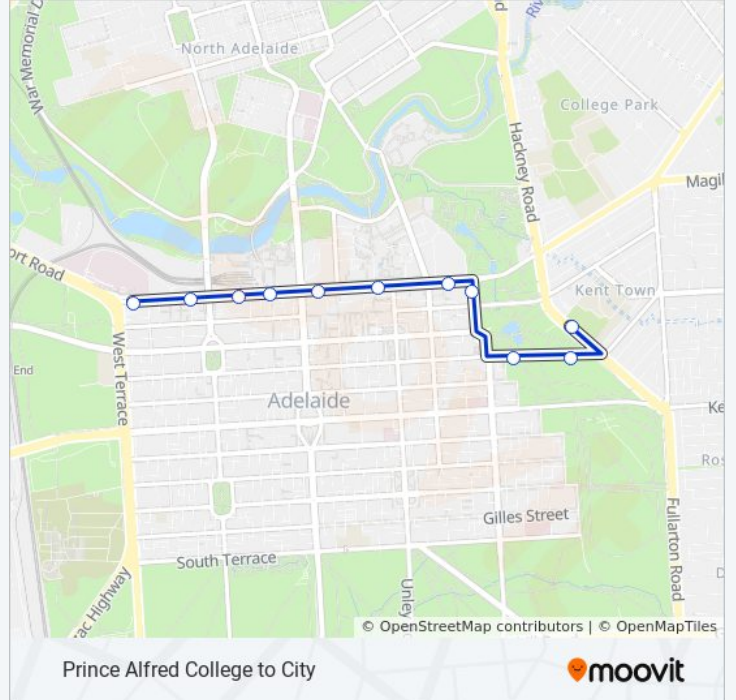 War Memorial D
North Adelaide
d
Riv
College Park
Hackney Road
Magil
ort Road
Kent Town
West Terrace
End
Adelaide
Ke
Ros
Gilles Street
Fullarton Road
South Terrace
D
ac Highway
Unley
© OpenStreetMap contributors | © OpenMapTiles
Prince Alfred College to City
moovit